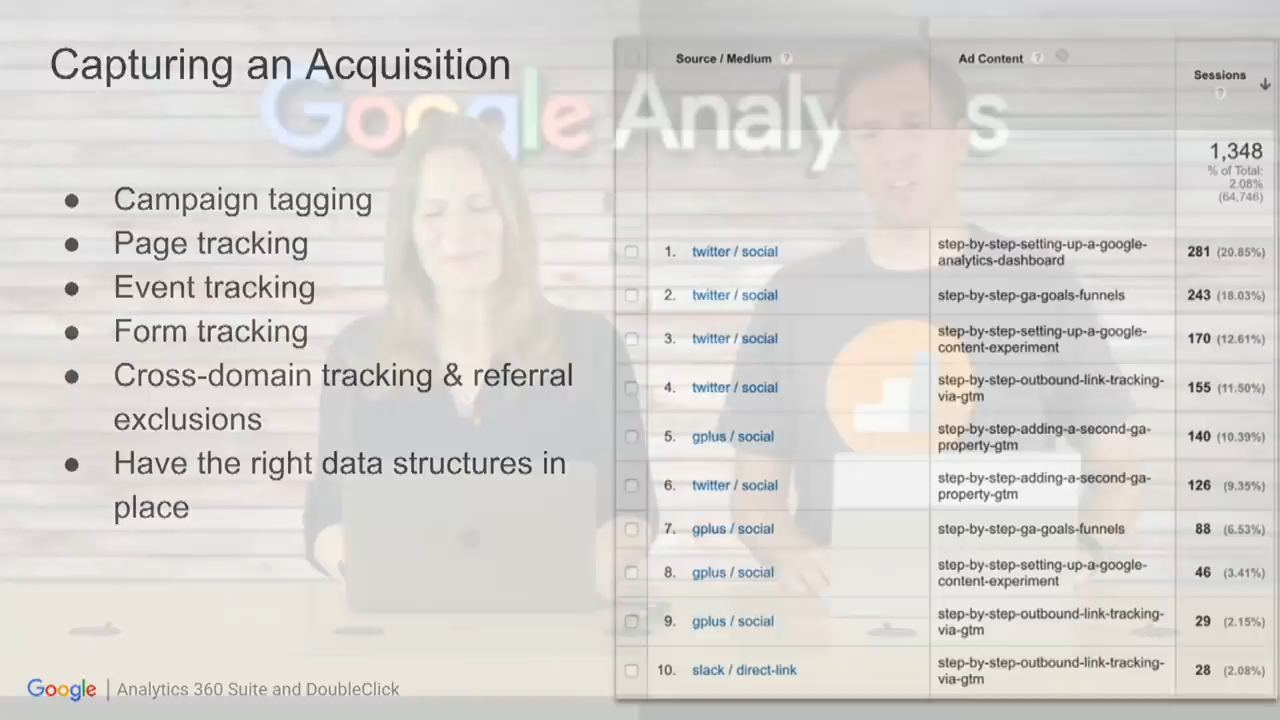 Capturing an Acquisition
Google Analy s
● Campaign tagging
● Page tracking
● Event tracking
● Form tracking
● Cross-domain tracking & referral
exclusions
● Have the right data structures in
place
Google | Analytics 360 Suite and DoubleClick
Source / Medium ? Ad Content ? Sessions ?
1,348
% of Total:
2.08%
(64,746)
1. twitter / social step-by-step-setting-up-a-google-
analytics-dashboard 281 (20.85%)
2. twitter / social step-by-step-ga-goals-funnels 243 (18.03%)
3. twitter / social step-by-step-setting-up-a-google-
content-experiment 170 (12.61%)
4. twitter / social step-by-step-outbound-link-tracking-
via-gtm 155 (11.50%)
5. gplus / social step-by-step-adding-a-second-ga-
property-gtm 140 (10.39%)
6. twitter / social step-by-step-adding-a-second-ga-
property-gtm 126 (9.35%)
7. gplus / social step-by-step-ga-goals-funnels 88 (6.53%)
8. gplus / social step-by-step-setting-up-a-google-
content-experiment 46 (3.41%)
9. gplus / social step-by-step-outbound-link-tracking-
via-gtm 29 (2.15%)
10. slack / direct-link step-by-step-outbound-link-tracking-
via-gtm 28 (2.08%)